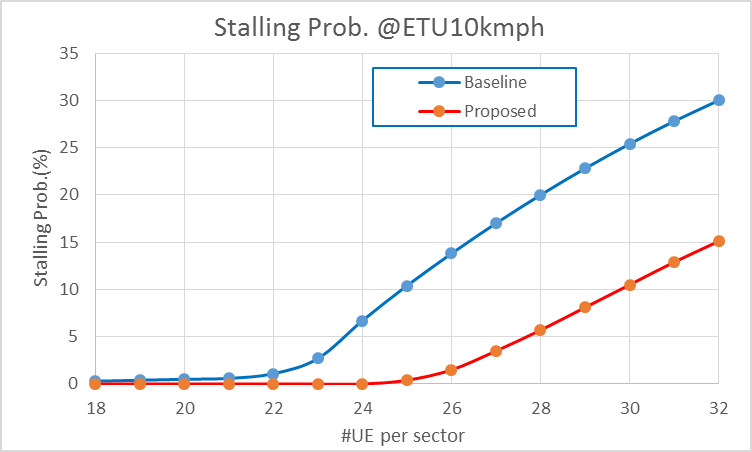 Stalling Prob. @ETU10kmph
35
30
25
20
15
10
5
0
Stalling Prob.(%)
Baseline
Proposed
18 20 22 24 26 28 30 32
#UE per sector